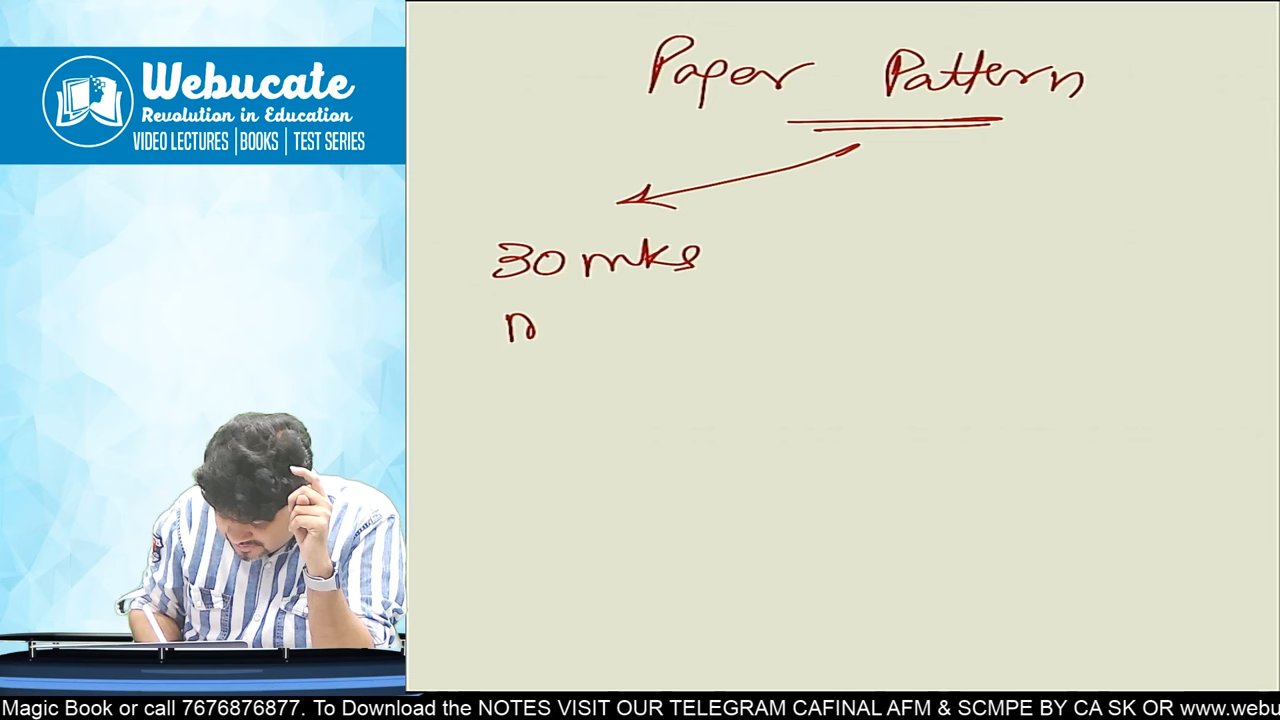 Webucate
Revolution in Education
VIDEO LECTURES | BOOKS | TEST SERIES
Paper Pattern
30 mks
Magic Book or call 7676876877. To Download the NOTES VISIT OUR TELEGRAM CAFINAL AFM & SCMPE BY CA SK OR www.webu